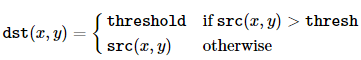 dst(x, y) = { threshold if src(x, y) > thresh
src(x, y) otherwise